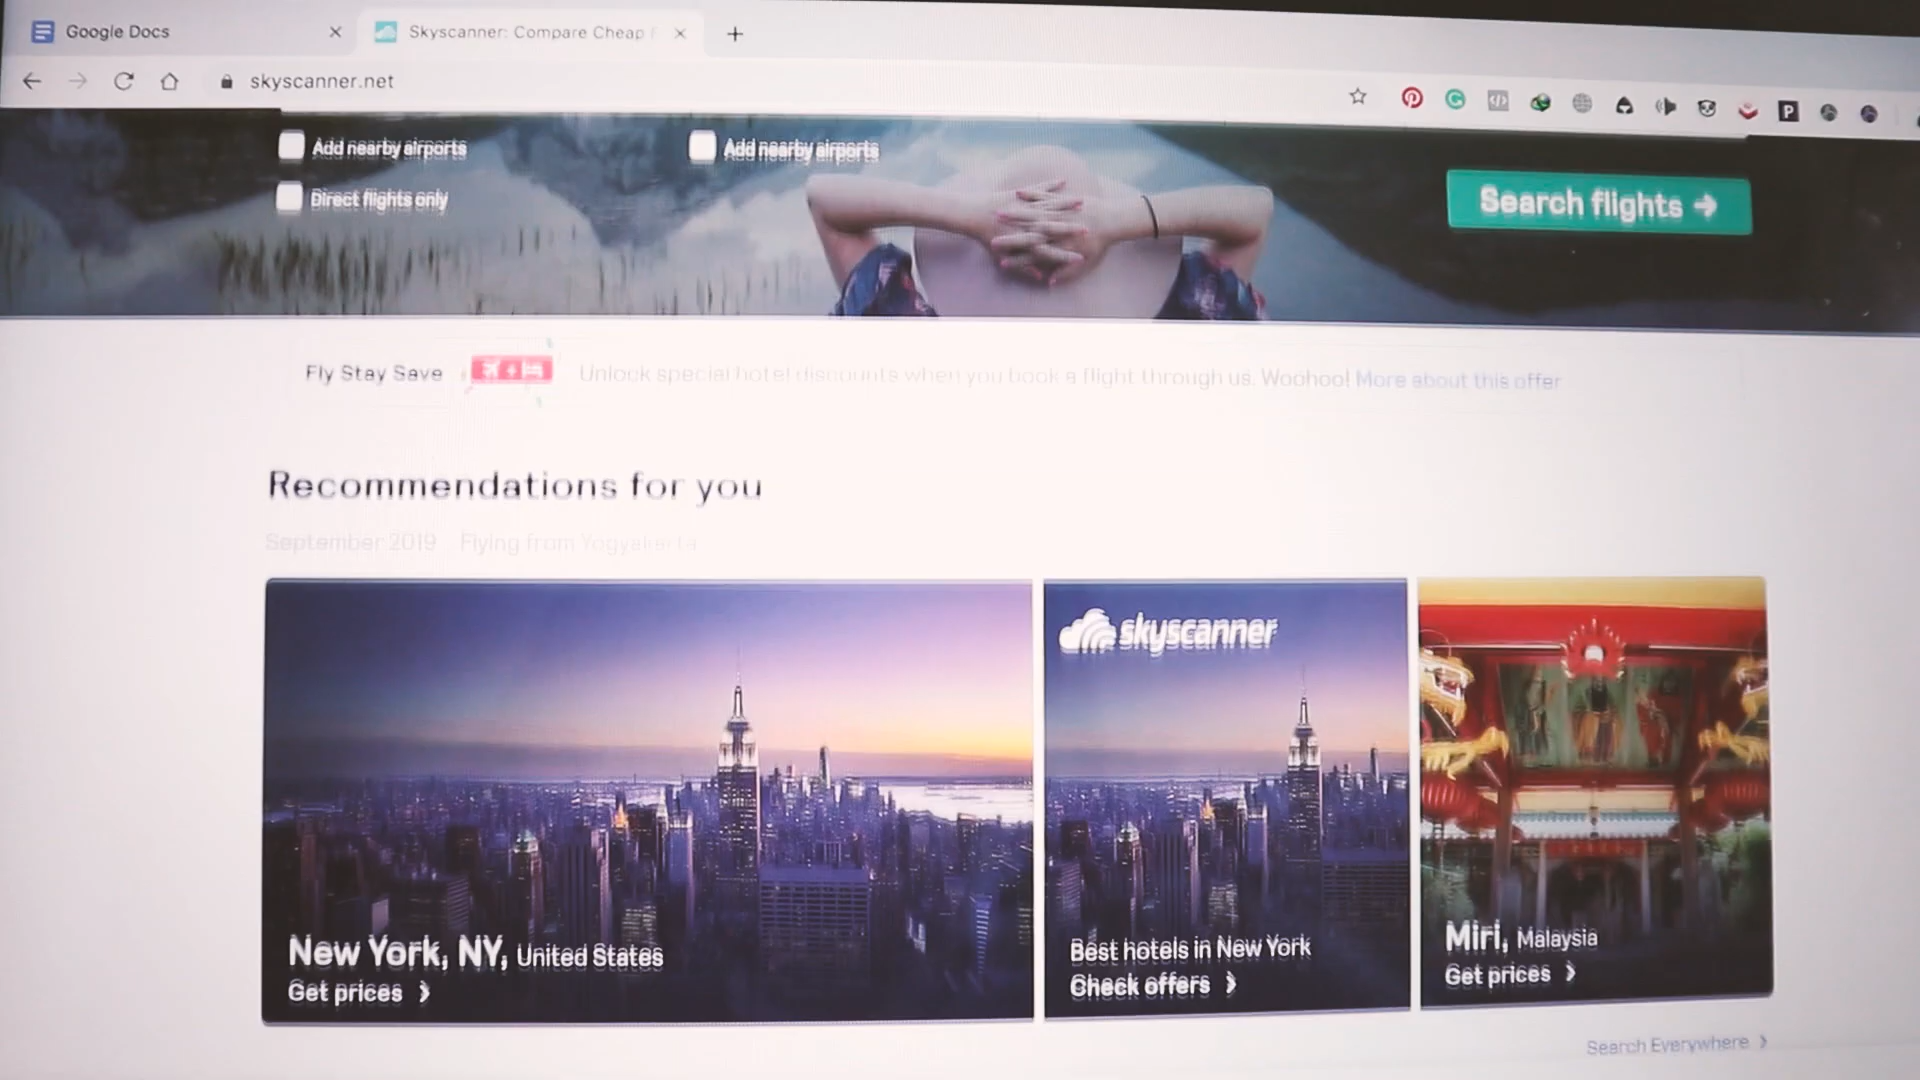 Google Docs
Skyscanner: Compare Cheap
skyscanner.net
Add nearby airports
Add nearby airports
Direct flights only
Search flights →
Fly Stay Save
Unlock special hotel discounts when you book a flight through us. Woohoo! More about this offer
Recommendations for you
September 2019 Flying from Yogyakarta
skyscanner
New York, NY, United States
Get prices
Best hotels in New York
Check offers
Miri, Malaysia
Get prices
Search Everywhere